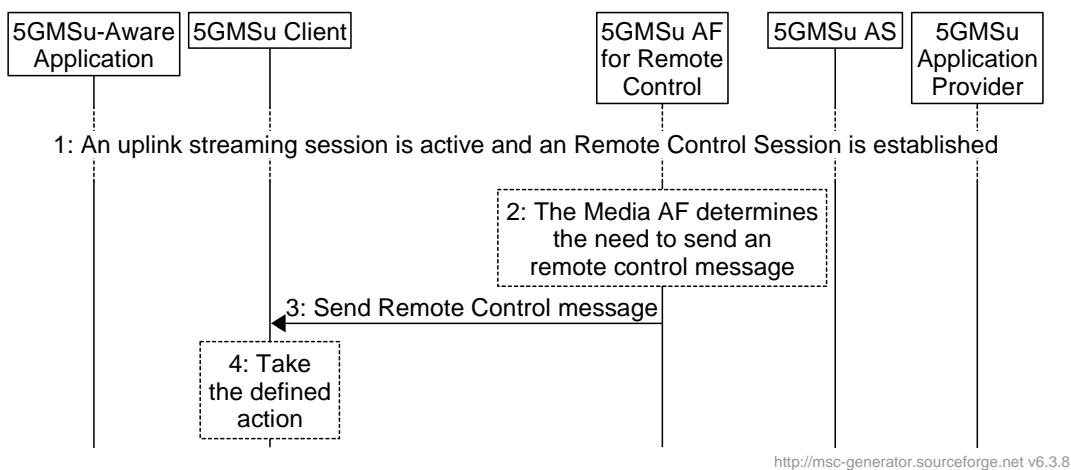 5GMSu-Aware
Application
5GMSu Client
5GMSu AF
for Remote
Control
5GMSu AS
5GMSu
Application
Provider
1: An uplink streaming session is active and an Remote Control Session is established
2: The Media AF determines
the need to send an
remote control message
3: Send Remote Control message
4: Take
the defined
action
http://msc-generator.sourceforge.net v6.3.8